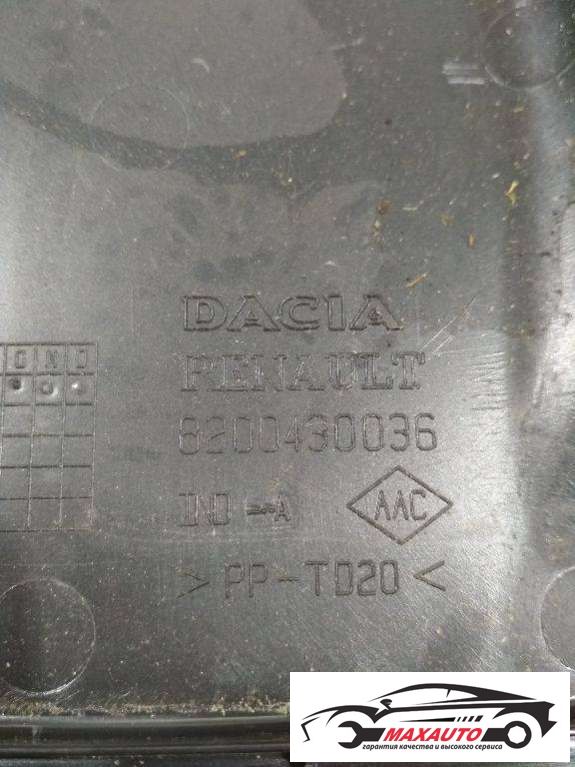 DACIA
RENAULT
8200430036
IND -A
AAC
> PP-TD20 <
MAXAUTO
гарантия качества и высокого сервиса